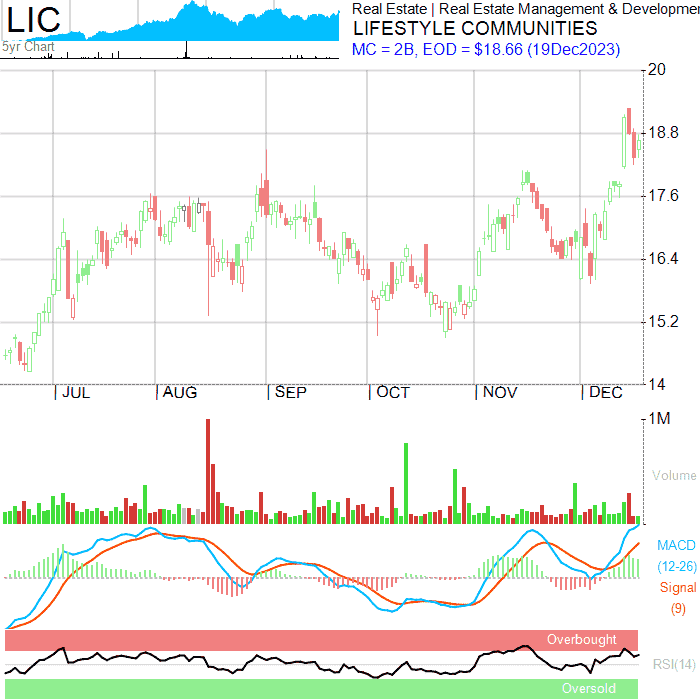 LIC
5yr Chart
Real Estate | Real Estate Management & Developmen
LIFESTYLE COMMUNITIES
MC = 2B, EOD = $18.66 (19Dec2023)
20
18.8
17.6
16.4
15.2
14
JUL AUG SEP OCT NOV DEC
1M
Volume
MACD
(12-26)
Signal
(9)
Overbought
RSI(14)
Oversold